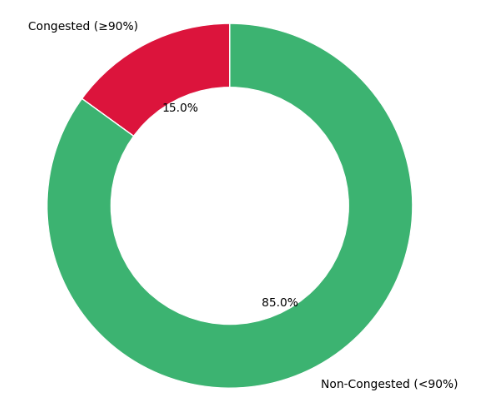 Congested (≥90%)
15.0%
85.0%
Non-Congested (<90%)